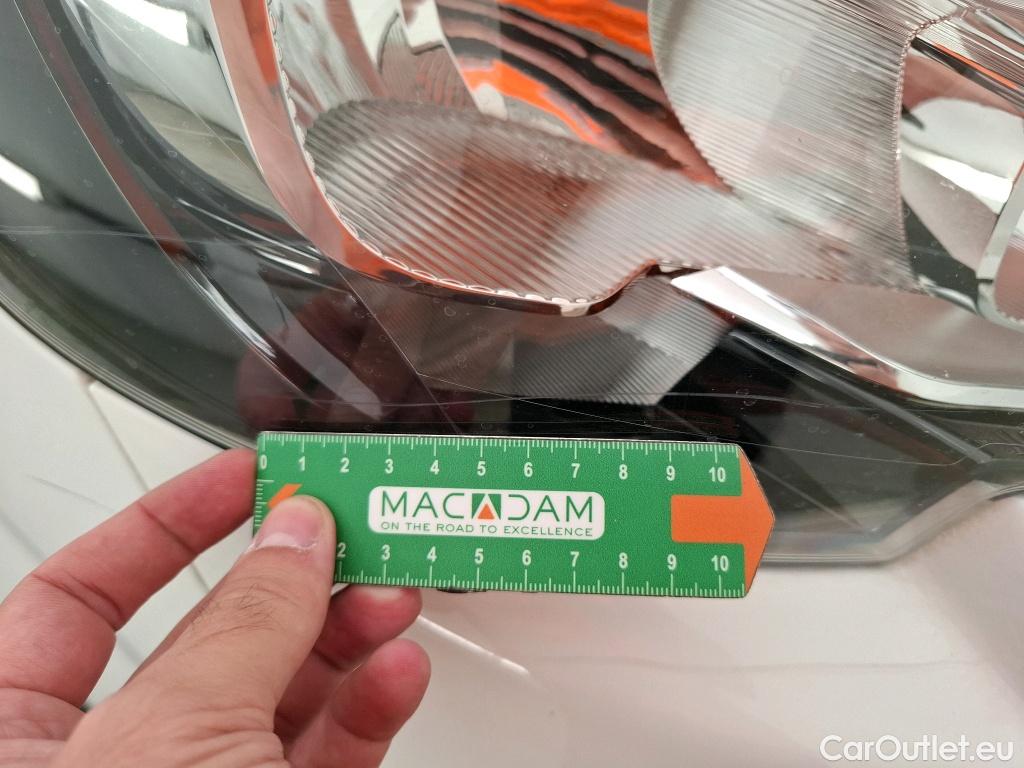 0 1 2 3 4 5 6 7 8 9 10
MACADAM
ON THE ROAD TO EXCELLENCE
2 3 4 5 6 7 8 9 10
CarOutlet.eu